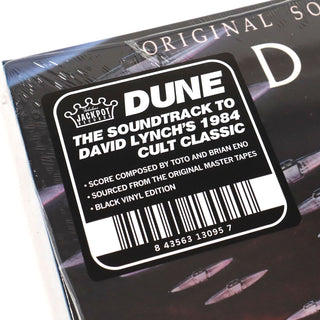 ORIGINAL SO
D
JACKPOT
RECORDS
DUNE
THE SOUNDTRACK TO
DAVID LYNCH'S 1984
CULT CLASSIC
• SCORE COMPOSED BY TOTO AND BRIAN ENO
• SOURCED FROM THE ORIGINAL MASTER TAPES
• BLACK VINYL EDITION
8 43563 13095 7